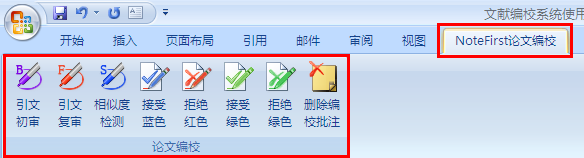 文献编校系统使用
开始 插入 页面布局 引用 邮件 审阅 视图 NoteFirst论文编校
引文 引文 相似度 接受 拒绝 接受 拒绝 删除编
初审 复审 检测 蓝色 红色 绿色 绿色 校批注
论文编校